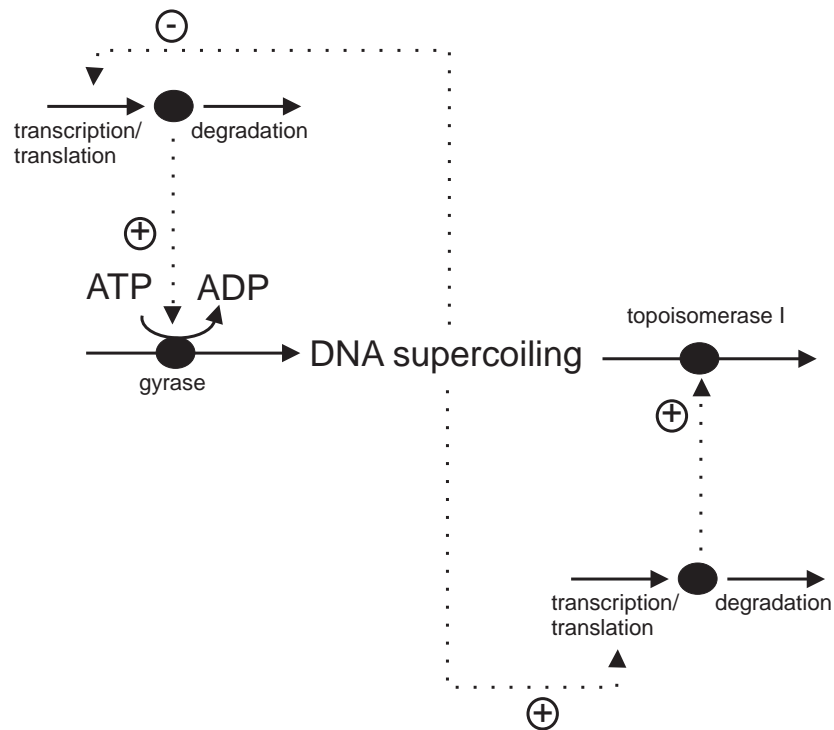 -
transcription/
translation
degradation
+
ATP ADP
topoisomerase I
DNA supercoiling
gyrase
+
transcription/
translation
degradation
+